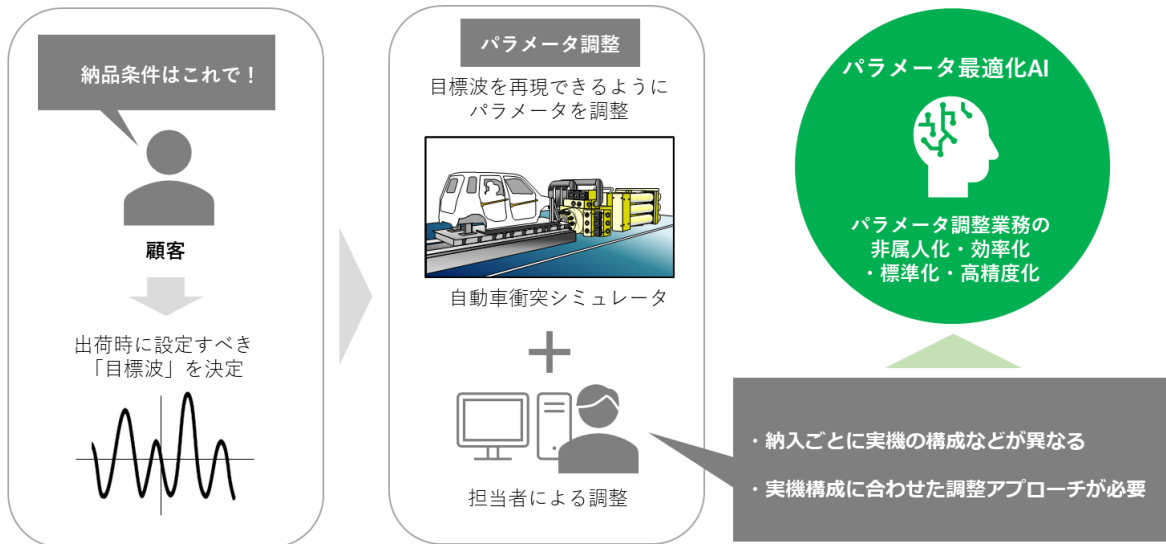 納品条件はこれで！
顧客
出荷時に設定すべき
「目標波」を決定
パラメータ調整
目標波を再現できるように
パラメータを調整
自動車衝突シミュレータ
担当者による調整
パラメータ最適化AI
パラメータ調整業務の
非属人化・効率化
・標準化・高精度化
・納入ごとに実機の構成などが異なる
・実機構成に合わせた調整アプローチが必要